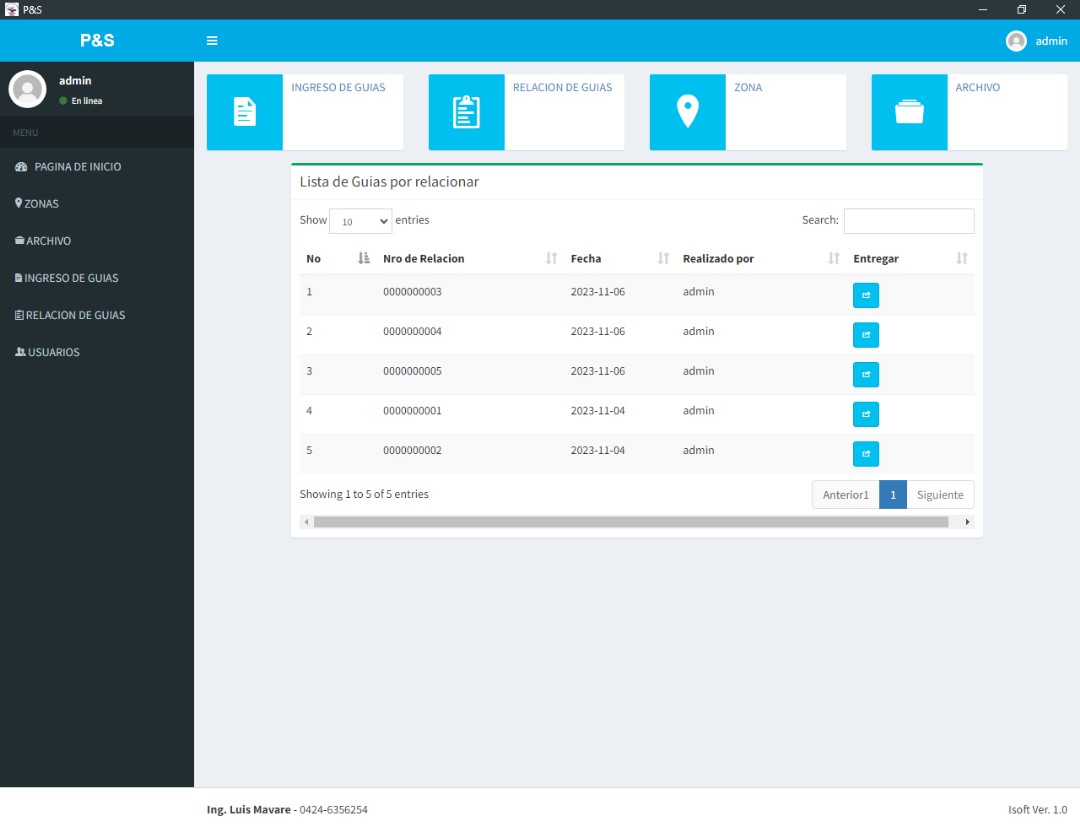 P&S
P&S
admin
admin
En linea
MENU
PAGINA DE INICIO
ZONAS
ARCHIVO
INGRESO DE GUIAS
RELACION DE GUIAS
USUARIOS
INGRESO DE GUIAS
RELACION DE GUIAS
ZONA
ARCHIVO
Lista de Guias por relacionar
Show 10 entries Search:
No Nro de Relacion Fecha Realizado por Entregar
1 0000000003 2023-11-06 admin
2 0000000004 2023-11-06 admin
3 0000000005 2023-11-06 admin
4 0000000001 2023-11-04 admin
5 0000000002 2023-11-04 admin
Showing 1 to 5 of 5 entries Anterior1 1 Siguiente
Ing. Luis Mavare - 0424-6356254 Isoft Ver. 1.0